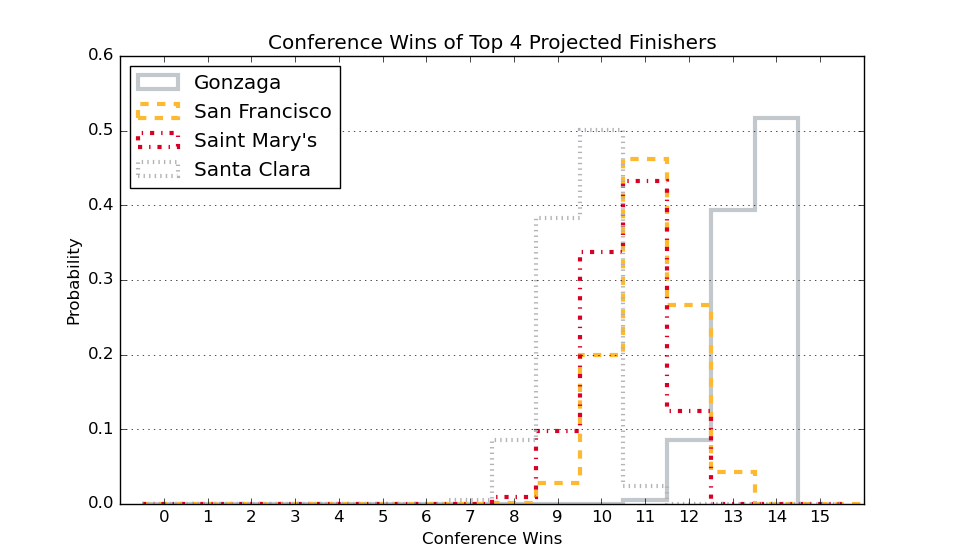 Conference Wins of Top 4 Projected Finishers
Gonzaga
San Francisco
Saint Mary's
Santa Clara
Probability
0.6
0.5
0.4
0.3
0.2
0.1
0.0
0 1 2 3 4 5 6 7 8 9 10 11 12 13 14 15
Conference Wins